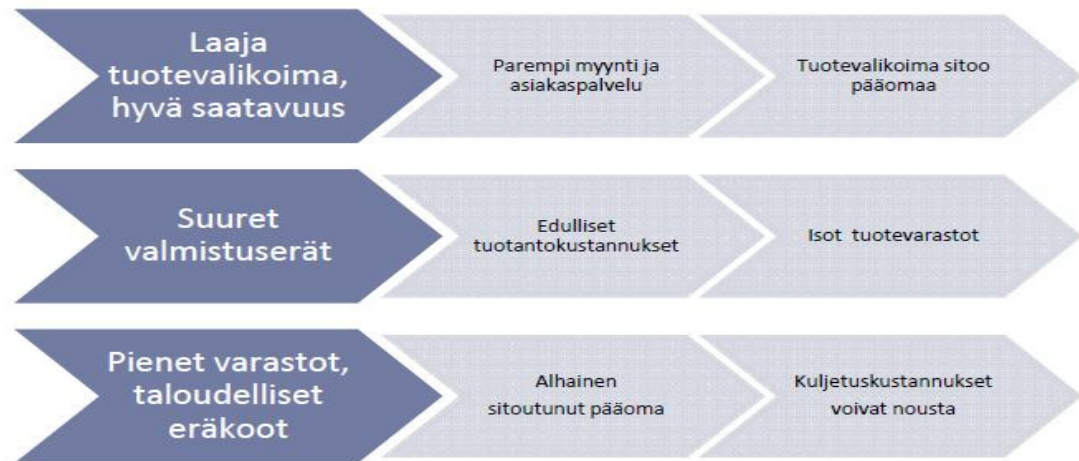 Laaja
tuotevalikoima,
hyvä saatavuus
Parempi myynti ja
asiakaspalvelu
Tuotevalikoima sitoo
pääomaa
Suuret
valmistuserät
Edulliset
tuotantokustannukset
Isot tuotevarastot
Pienet varastot,
taloudelliset
eräkoot
Alhainen
sitoutunut pääoma
Kuljetuskustannukset
voivat nousta